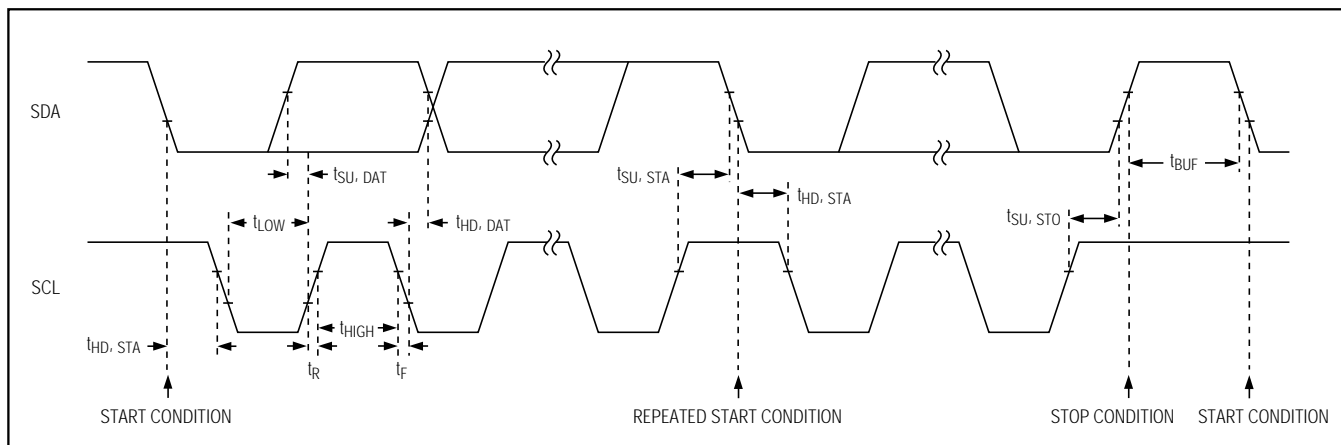 SDA
tSU, DAT
tSU, STA
tBUF
tHD, STA
tLOW
tHD, DAT
tSU, STO
SCL
tHIGH
tHD, STA
tR
tF
START CONDITION
REPEATED START CONDITION
STOP CONDITION
START CONDITION